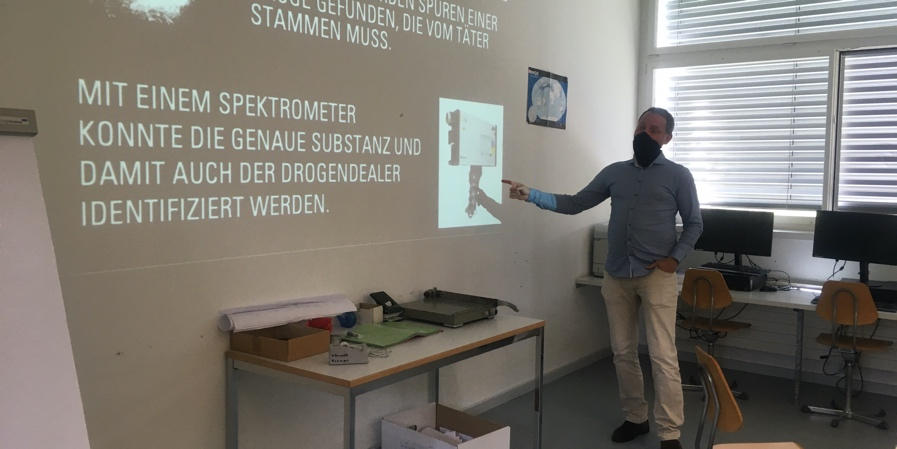 GEFUNDEN, DIE VOM TÄTER
STAMMEN MUSS.
MIT EINEM SPEKTROMETER
KONNTE DIE GENAUE SUBSTANZ UND
DAMIT AUCH DER DROGENDEALER
IDENTIFIZIERT WERDEN.